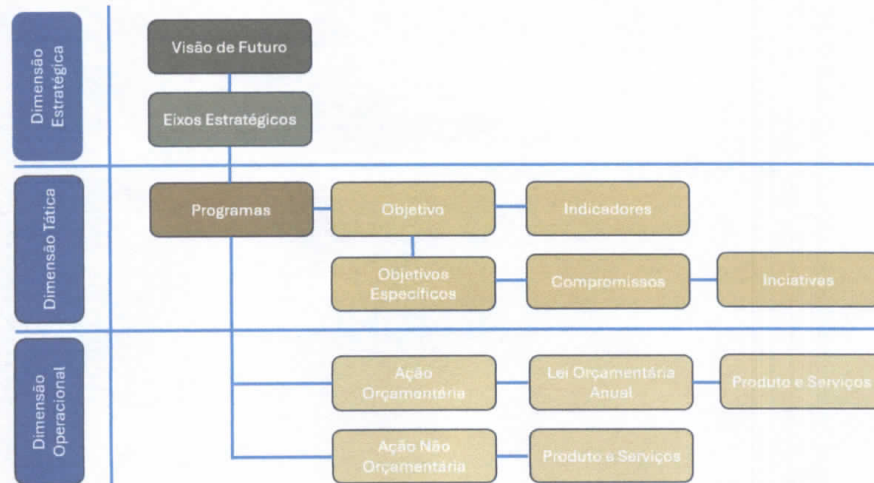 Dimensão
Estratégica
Visão de Futuro
Eixos Estratégicos
Dimensão Tática
Programas
Objetivo
Indicadores
Objetivos
Específicos
Compromissos
Inciativas
Dimensão
Operacional
Ação
Orçamentária
Lei Orçamentária
Anual
Produto e Serviços
Ação Não
Orçamentária
Produto e Serviços